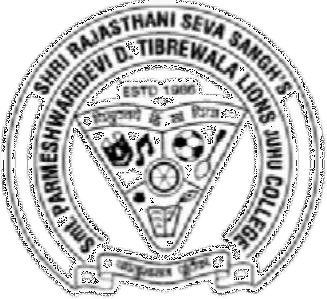 SHRI RAJASTHANI SEVA SANGH'S
Smt. PARMESHWARIDEVI D. TIBREWALA LIONS JUHU COLLEGE
ESTD 1986